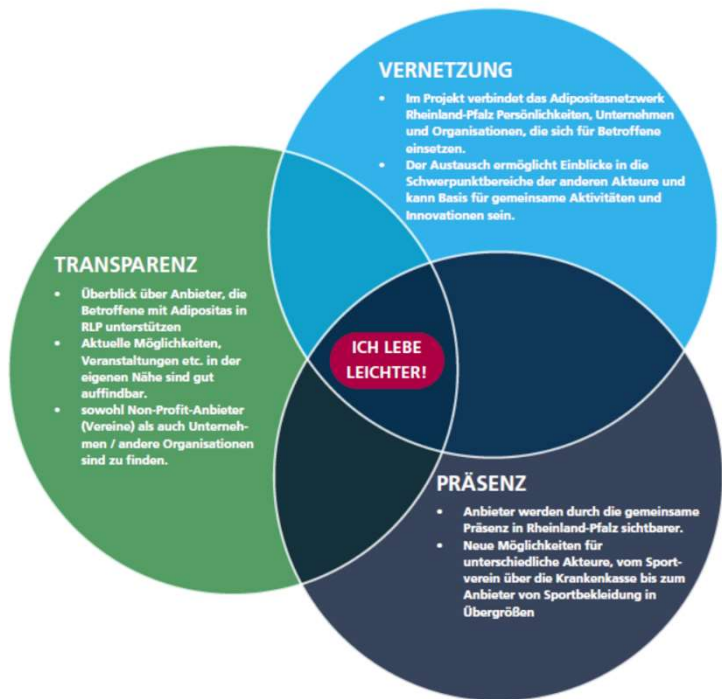 VERNETZUNG
• Im Projekt verbindet das Adipositasnetzwerk
Rheinland-Pfalz Persönlichkeiten, Unternehmen
und Organisationen, die sich für Betroffene
einsetzen.
• Der Austausch ermöglicht Einblicke in die
Schwerpunktbereiche der anderen Akteure und
kann Basis für gemeinsame Aktivitäten und
Innovationen sein.
TRANSPARENZ
• Überblick über Anbieter, die
Betroffene mit Adipositas in
RLP unterstützen
• Aktuelle Möglichkeiten,
Veranstaltungen etc. in der
eigenen Nähe sind gut
auffindbar.
• sowohl Non-Profit-Anbieter
(Vereine) als auch Unterneh-
men / andere Organisationen
sind zu finden.
ICH LEBE
LEICHTER!
PRÄSENZ
• Anbieter werden durch die gemeinsame
Präsenz in Rheinland-Pfalz sichtbarer.
• Neue Möglichkeiten für
unterschiedliche Akteure, vom Sport-
verein über die Krankenkasse bis zum
Anbieter von Sportbekleidung in
Übergrößen